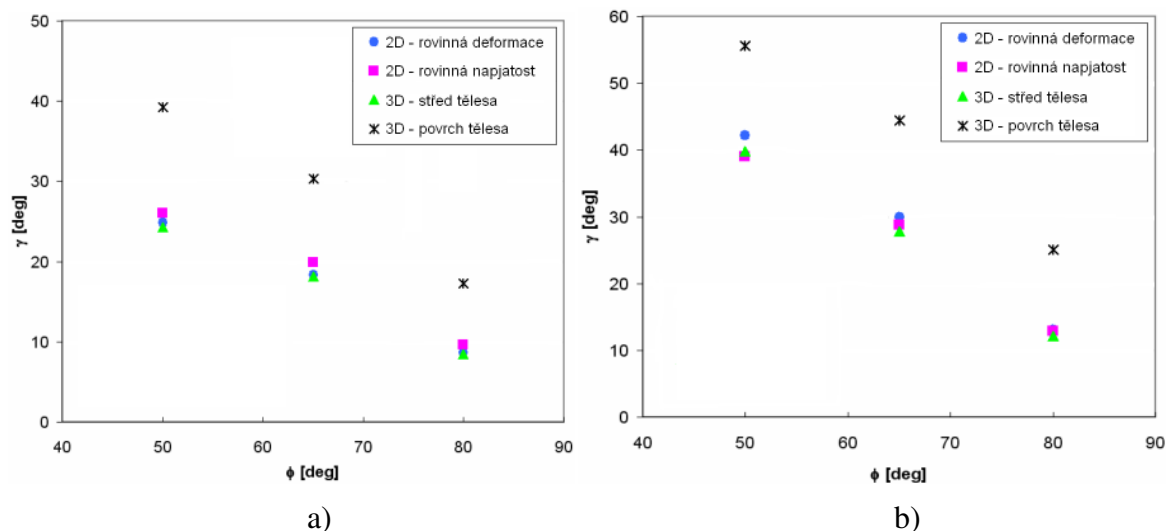 50
40
30
20
10
0
γ [deg]
40 50 60 70 80 90
ϕ [deg]
2D - rovinná deformace
2D - rovinná napjatost
3D - střed tělesa
3D - povrch tělesa
a)
60
50
40
30
20
10
0
γ [deg]
40 50 60 70 80 90
ϕ [deg]
2D - rovinná deformace
2D - rovinná napjatost
3D - střed tělesa
3D - povrch tělesa
b)